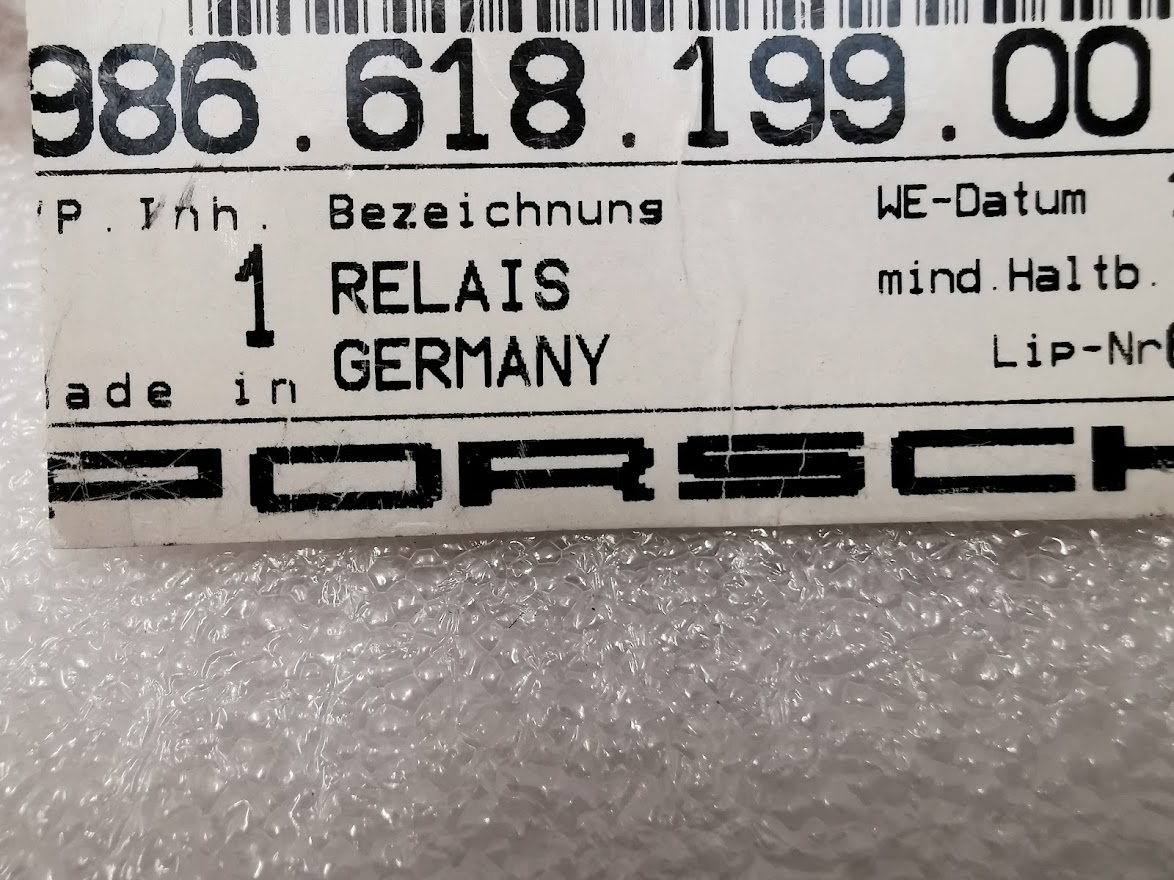 986.618.199.00
P.Inh. Bezeichnung WE-Datum
1 RELAIS mind.Haltb.
ade in GERMANY Lip-Nr
PORSCH